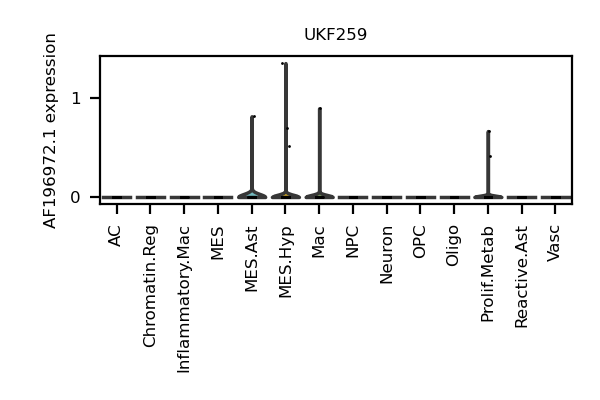 UKF259
AF196972.1 expression
1
0
AC
Chromatin.Reg
Inflammatory.Mac
MES
MES.Ast
MES.Hyp
Mac
NPC
Neuron
OPC
Oligo
Prolif.Metab
Reactive.Ast
Vasc